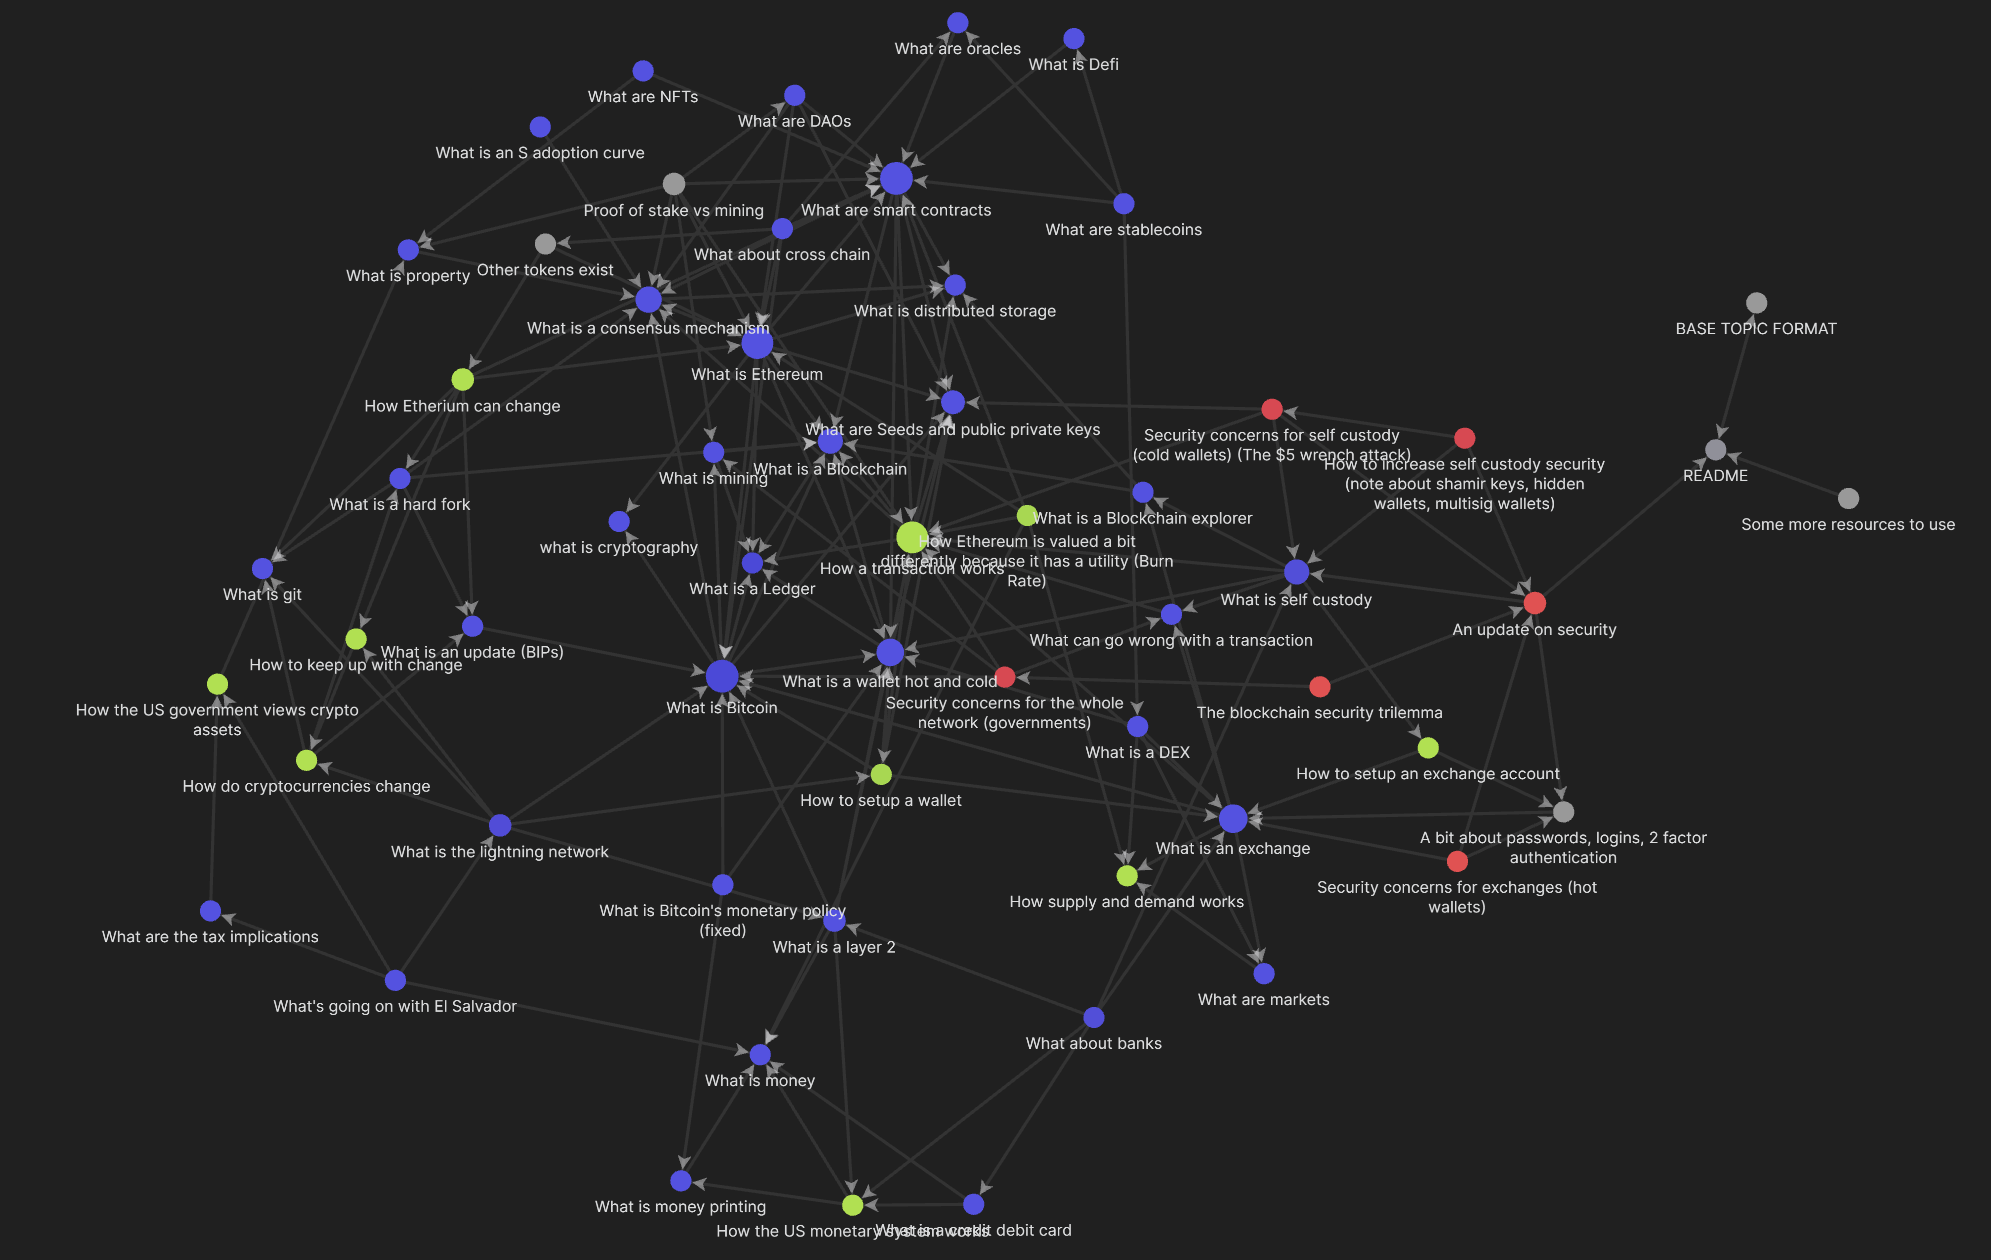 What are oracles
What is Defi
What are NFTs
What are DAOs
What is an S adoption curve
Proof of stake vs mining
What are smart contracts
What are stablecoins
What about cross chain
What is property
Other tokens exist
What is distributed storage
What is a consensus mechanism
BASE TOPIC FORMAT
What is Ethereum
How Etherium can change
What are Seeds and public private keys
Security concerns for self custody
(cold wallets) (The $5 wrench attack)
How to increase self custody security
(note about shamir keys, hidden
wallets, multisig wallets)
What is a Blockchain
What is mining
README
What is a hard fork
What is a Blockchain explorer
Some more resources to use
what is cryptography
How Ethereum is valued a bit
differently because it has a utility (Burn
Rate)
How a transaction works
What is a Ledger
What is git
What is self custody
An update on security
What can go wrong with a transaction
What is an update (BIPs)
How to keep up with change
What is a wallet hot and cold
Security concerns for the whole
network (governments)
What is Bitcoin
How the US government views crypto
assets
The blockchain security trilemma
What is a DEX
How to setup an exchange account
How do cryptocurrencies change
How to setup a wallet
A bit about passwords, logins, 2 factor
authentication
What is an exchange
What is the lightning network
Security concerns for exchanges (hot
wallets)
How supply and demand works
What is Bitcoin's monetary policy
(fixed)
What are the tax implications
What is a layer 2
What are markets
What's going on with El Salvador
What about banks
What is money
What is money printing
How the US monetary system works
What is a credit debit card